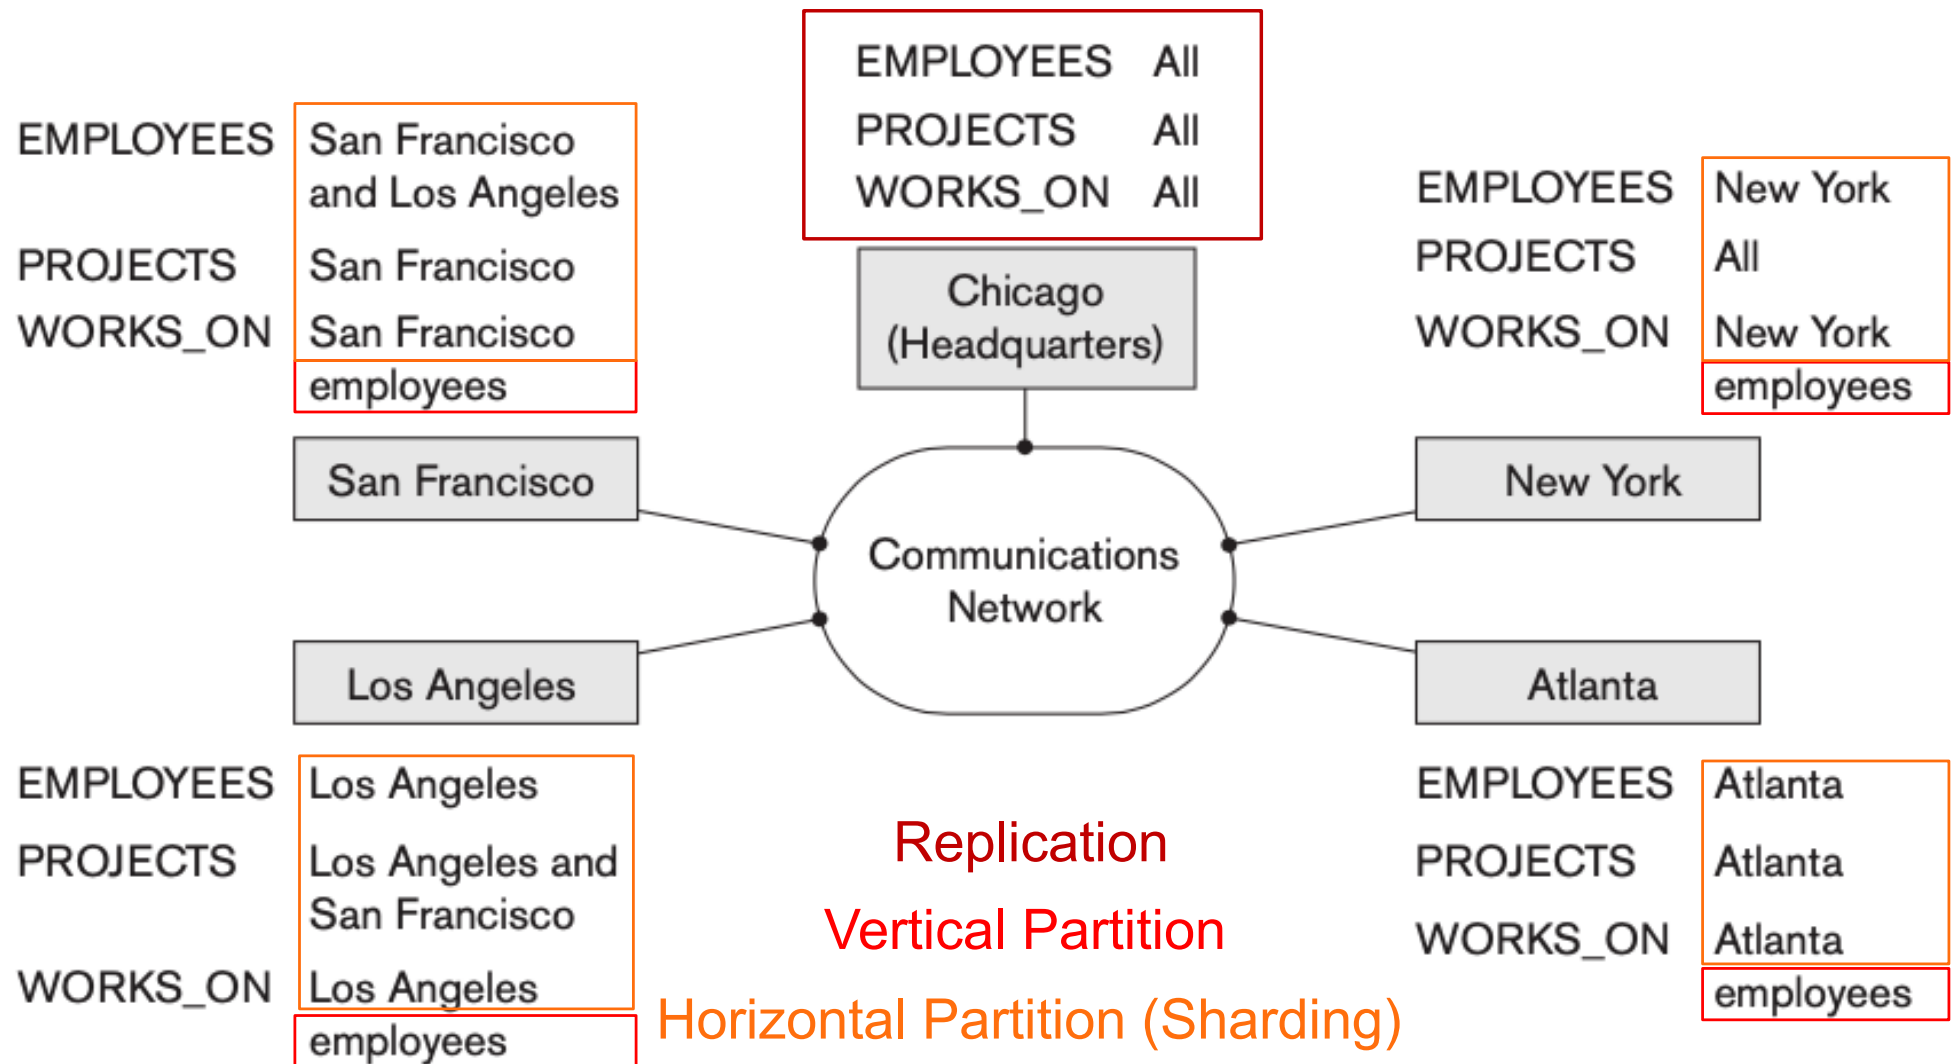 EMPLOYEES All
PROJECTS All
WORKS_ON All
Chicago
(Headquarters)
EMPLOYEES San Francisco
and Los Angeles
PROJECTS San Francisco
WORKS_ON San Francisco
employees
San Francisco
EMPLOYEES New York
PROJECTS All
WORKS_ON New York
employees
New York
Communications
Network
Los Angeles
EMPLOYEES Los Angeles
PROJECTS Los Angeles and
San Francisco
WORKS_ON Los Angeles
employees
Atlanta
EMPLOYEES Atlanta
PROJECTS Atlanta
WORKS_ON Atlanta
employees
Replication
Vertical Partition
Horizontal Partition (Sharding)